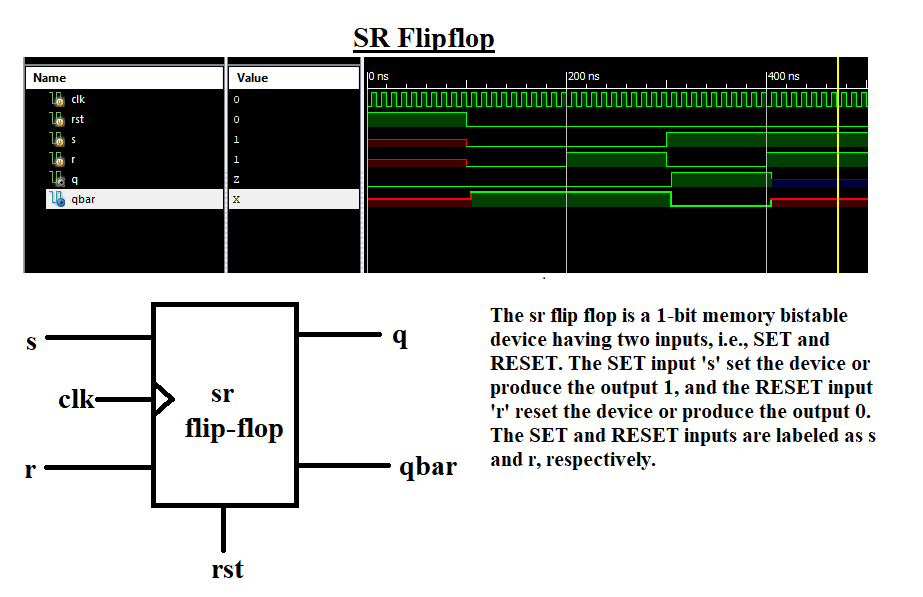 SR Flipflop
Name Value
0 ns 200 ns 400 ns
clk 0
rst 0
s 1
r 1
q Z
qbar X
s
q
clk
sr
flip-flop
r
qbar
rst
The sr flip flop is a 1-bit memory bistable
device having two inputs, i.e., SET and
RESET. The SET input 's' set the device or
produce the output 1, and the RESET input
'r' reset the device or produce the output 0.
The SET and RESET inputs are labeled as s
and r, respectively.